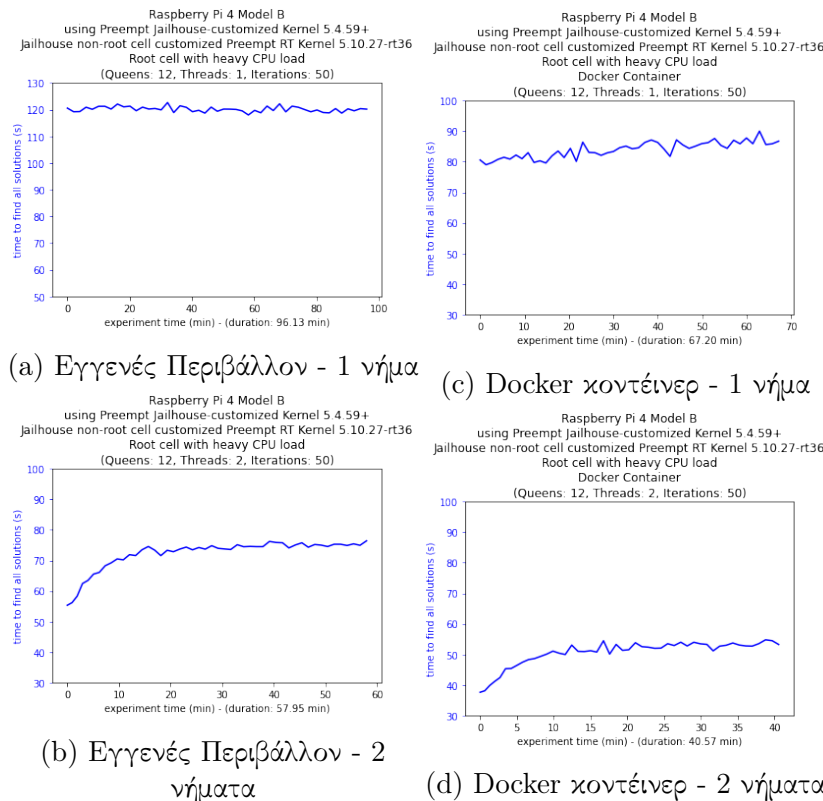 Raspberry Pi 4 Model B
using Preempt Jailhouse-customized Kernel 5.4.59+
Jailhouse non-root cell customized Preempt RT Kernel 5.10.27-rt36
Root cell with heavy CPU load
(Queens: 12, Threads: 1, Iterations: 50)
time to find all solutions (s)
130
120
110
100
90
80
70
60
50
0 20 40 60 80 100
experiment time (min) - (duration: 96.13 min)
(a) Εγγενές Περιβάλλον - 1 νήμα
Raspberry Pi 4 Model B
using Preempt Jailhouse-customized Kernel 5.4.59+
Jailhouse non-root cell customized Preempt RT Kernel 5.10.27-rt36
Root cell with heavy CPU load
(Queens: 12, Threads: 2, Iterations: 50)
time to find all solutions (s)
100
90
80
70
60
50
40
30
0 10 20 30 40 50 60
experiment time (min) - (duration: 57.95 min)
(b) Εγγενές Περιβάλλον - 2
νήματα
Raspberry Pi 4 Model B
using Preempt Jailhouse-customized Kernel 5.4.59+
Jailhouse non-root cell customized Preempt RT Kernel 5.10.27-rt36
Root cell with heavy CPU load
Docker Container
(Queens: 12, Threads: 1, Iterations: 50)
time to find all solutions (s)
100
90
80
70
60
50
40
30
0 10 20 30 40 50 60 70
experiment time (min) - (duration: 67.20 min)
(c) Docker κοντέινερ - 1 νήμα
Raspberry Pi 4 Model B
using Preempt Jailhouse-customized Kernel 5.4.59+
Jailhouse non-root cell customized Preempt RT Kernel 5.10.27-rt36
Root cell with heavy CPU load
Docker Container
(Queens: 12, Threads: 2, Iterations: 50)
time to find all solutions (s)
100
90
80
70
60
50
40
30
0 5 10 15 20 25 30 35 40
experiment time (min) - (duration: 40.57 min)
(d) Docker κοντέινερ - 2 νήματα